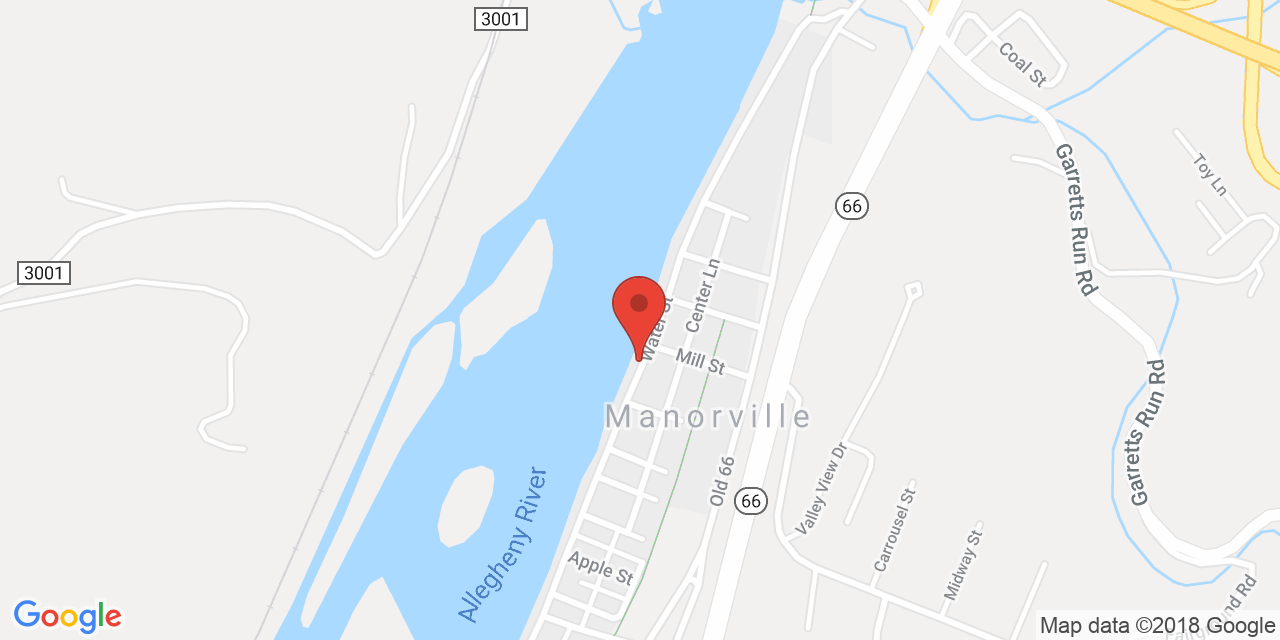 3001
Coal St
Garretts Run Rd
Toy Ln
66
3001
Center Ln
Water St
Mill St
Manorville
Garretts Run Rd
Valley View Dr
Old 66
66
Carrousel St
Midway St
Allegheny River
Apple St
Google
Map data ©2018 Google